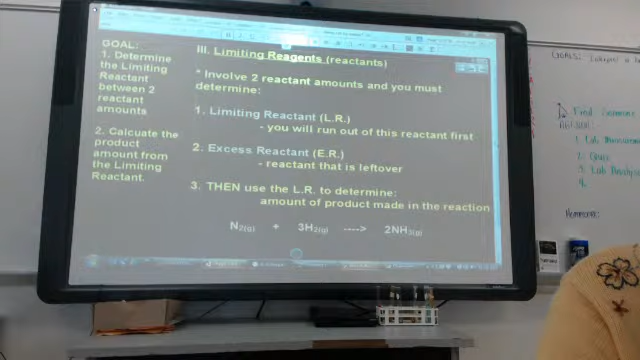 GOAL:
1. Determine
the Limiting
Reactant
between 2
reactant
amounts
2. Calculate the
product
amount from
the Limiting
Reactant.
III. Limiting Reagents (reactants)
* Involve 2 reactant amounts and you must
determine:
1. Limiting Reactant (L.R.)
- you will run out of this reactant first
2. Excess Reactant (E.R.)
- reactant that is leftover
3. THEN use the L.R. to determine:
amount of product made in the reaction
N2(g) + 3H2(g) ----> 2NH3(g)
GOALS:
1. Lab
2. Quiz
3. Lab
4.